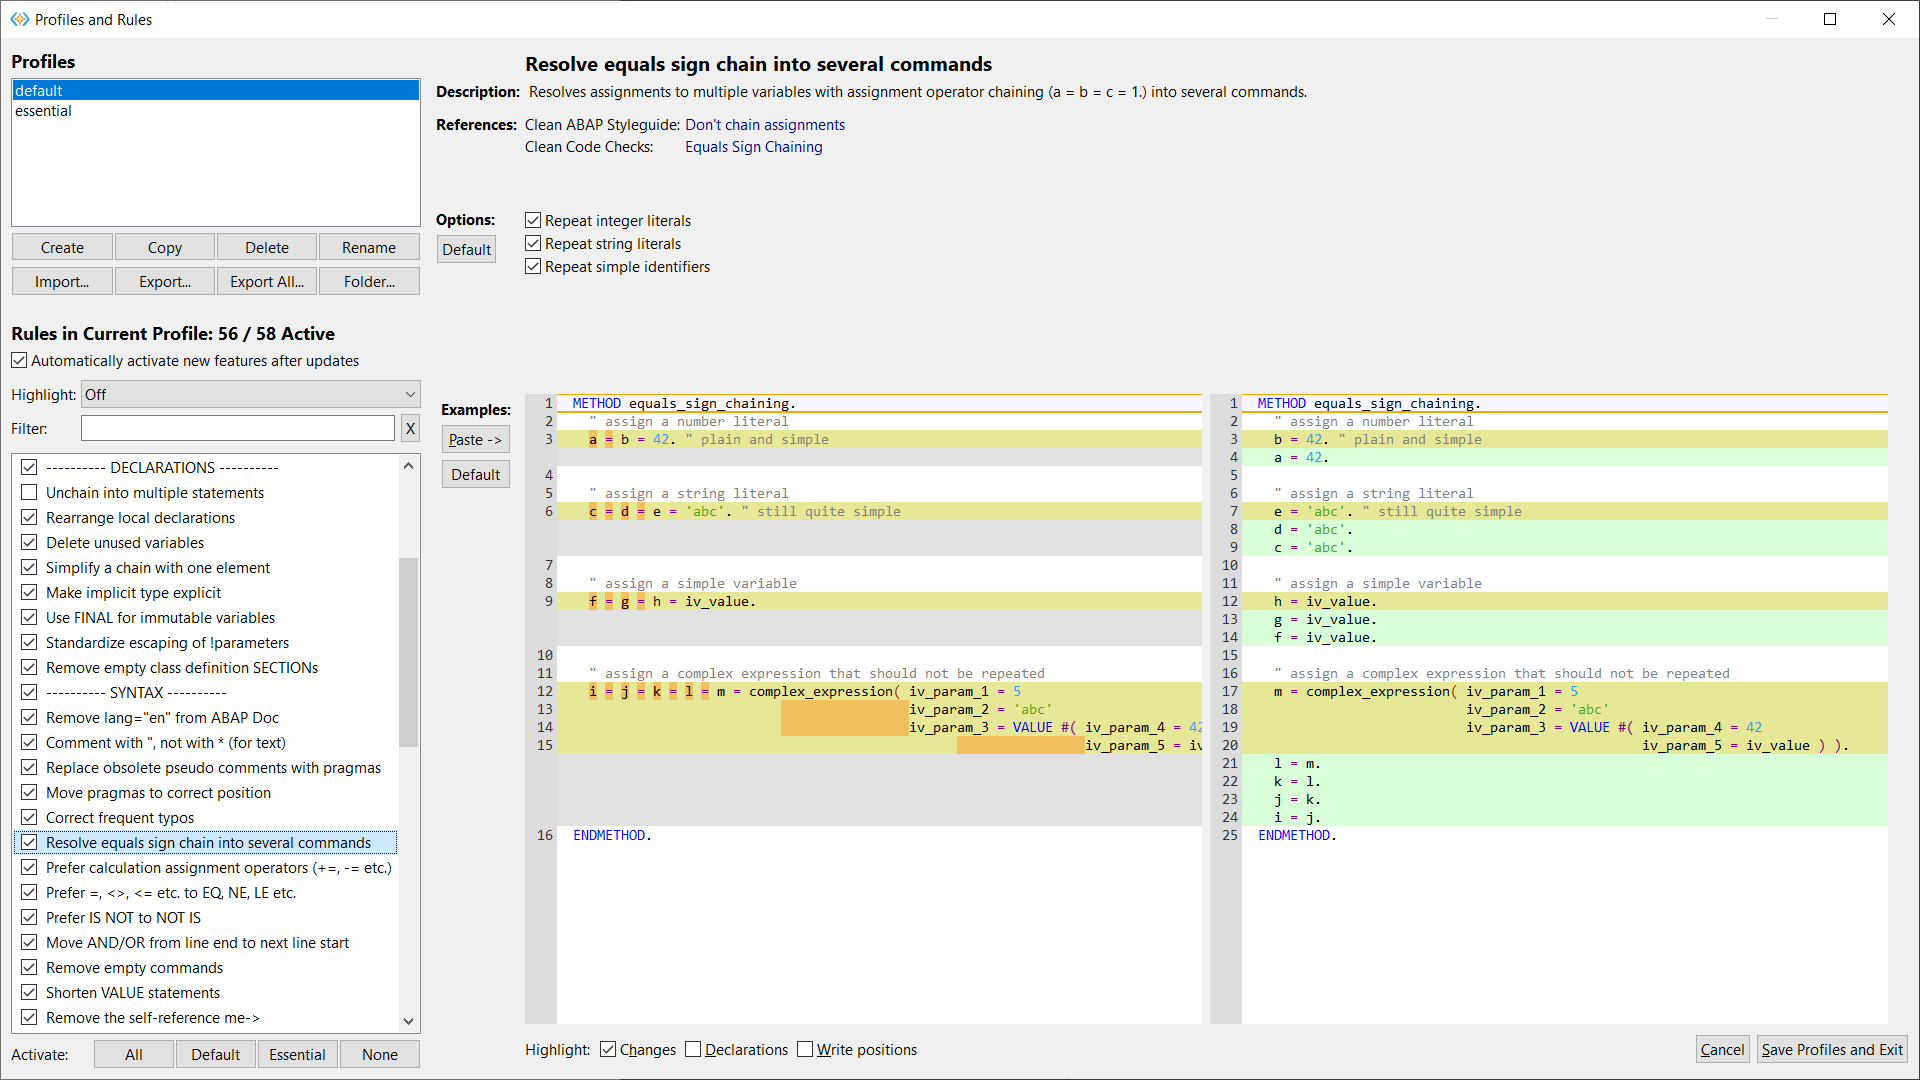 Profiles and Rules
Profiles
default
essential
Create
Copy
Delete
Rename
Import...
Export...
Export All...
Folder...
Rules in Current Profile: 56 / 58 Active
Automatically activate new features after updates
Highlight: Off
Filter:
X
---------- DECLARATIONS ----------
Unchain into multiple statements
Rearrange local declarations
Delete unused variables
Simplify a chain with one element
Make implicit type explicit
Use FINAL for immutable variables
Standardize escaping of !parameters
Remove empty class definition SECTIONs
---------- SYNTAX ----------
Remove lang="en" from ABAP Doc
Comment with ", not with * (for text)
Replace obsolete pseudo comments with pragmas
Move pragmas to correct position
Correct frequent typos
Resolve equals sign chain into several commands
Prefer calculation assignment operators (+=, -= etc.)
Prefer =, <>, <= etc. to EQ, NE, LE etc.
Prefer IS NOT to NOT IS
Move AND/OR from line end to next line start
Remove empty commands
Shorten VALUE statements
Remove the self-reference me->
Activate:
All
Default
Essential
None
Resolve equals sign chain into several commands
Description: Resolves assignments to multiple variables with assignment operator chaining (a = b = c = 1.) into several commands.
References: Clean ABAP Styleguide: Don't chain assignments
Clean Code Checks: Equals Sign Chaining
Options:
Default
Repeat integer literals
Repeat string literals
Repeat simple identifiers
Examples:
Paste ->
Default
1 METHOD equals_sign_chaining.
2 " assign a number literal
3 a = b = 42. " plain and simple
4
5 " assign a string literal
6 c = d = e = 'abc'. " still quite simple
7
8 " assign a simple variable
9 f = g = h = iv_value.
10
11 " assign a complex expression that should not be repeated
12 i = j = k = l = m = complex_expression( iv_param_1 = 5
13 iv_param_2 = 'abc'
14 iv_param_3 = VALUE #( iv_param_4 = 42
15 iv_param_5 = iv
16 ENDMETHOD.
1 METHOD equals_sign_chaining.
2 " assign a number literal
3 b = 42. " plain and simple
4 a = 42.
5
6 " assign a string literal
7 e = 'abc'. " still quite simple
8 d = 'abc'.
9 c = 'abc'.
10
11 " assign a simple variable
12 h = iv_value.
13 g = iv_value.
14 f = iv_value.
15
16 " assign a complex expression that should not be repeated
17 m = complex_expression( iv_param_1 = 5
18 iv_param_2 = 'abc'
19 iv_param_3 = VALUE #( iv_param_4 = 42
20 iv_param_5 = iv_value ) ).
21 l = m.
22 k = l.
23 j = k.
24 i = j.
25 ENDMETHOD.
Highlight: Changes Declarations Write positions
Cancel
Save Profiles and Exit